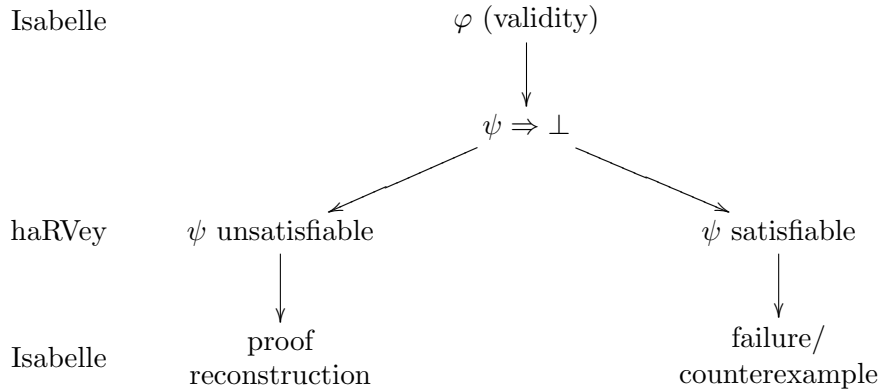 Isabelle φ (validity)
ψ ⇒ ⊥
haRVey ψ unsatisfiable ψ satisfiable
Isabelle
proof
reconstruction
failure/
counterexample